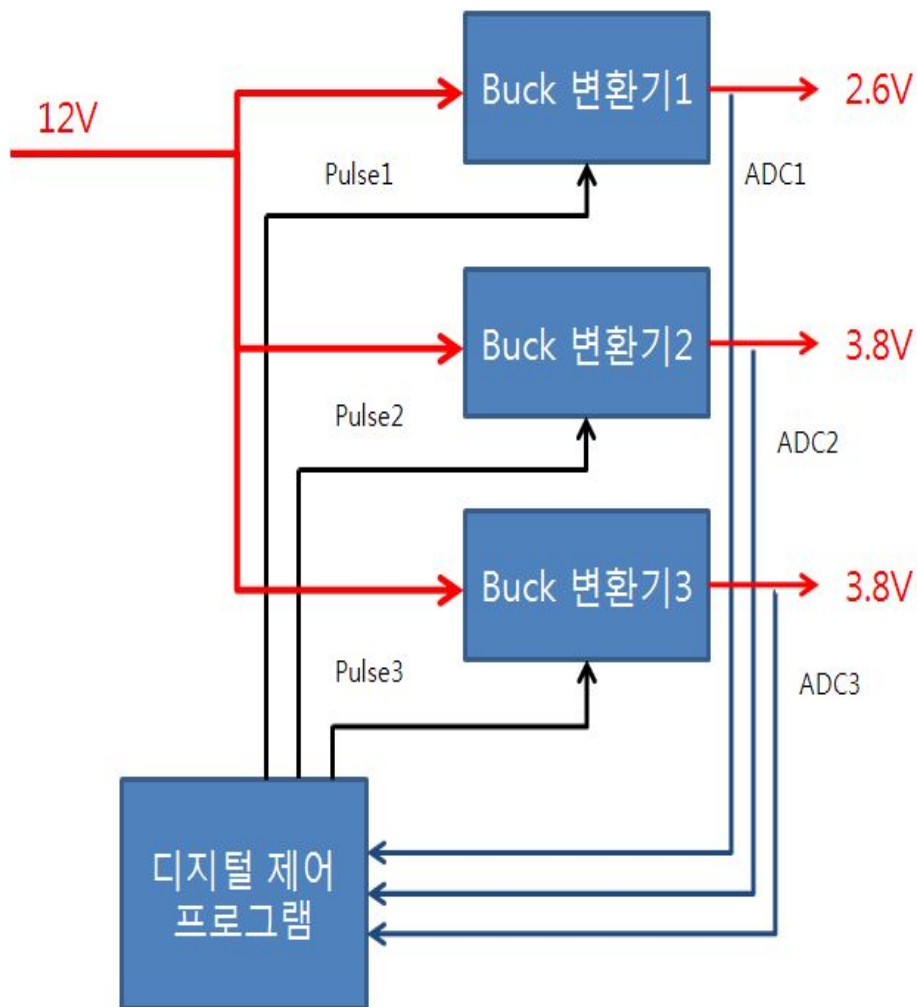 Buck 변환기1
2.6V
12V
Pulse1
ADC1
Buck 변환기2
3.8V
Pulse2
ADC2
Buck 변환기3
3.8V
Pulse3
ADC3
디지털 제어
프로그램